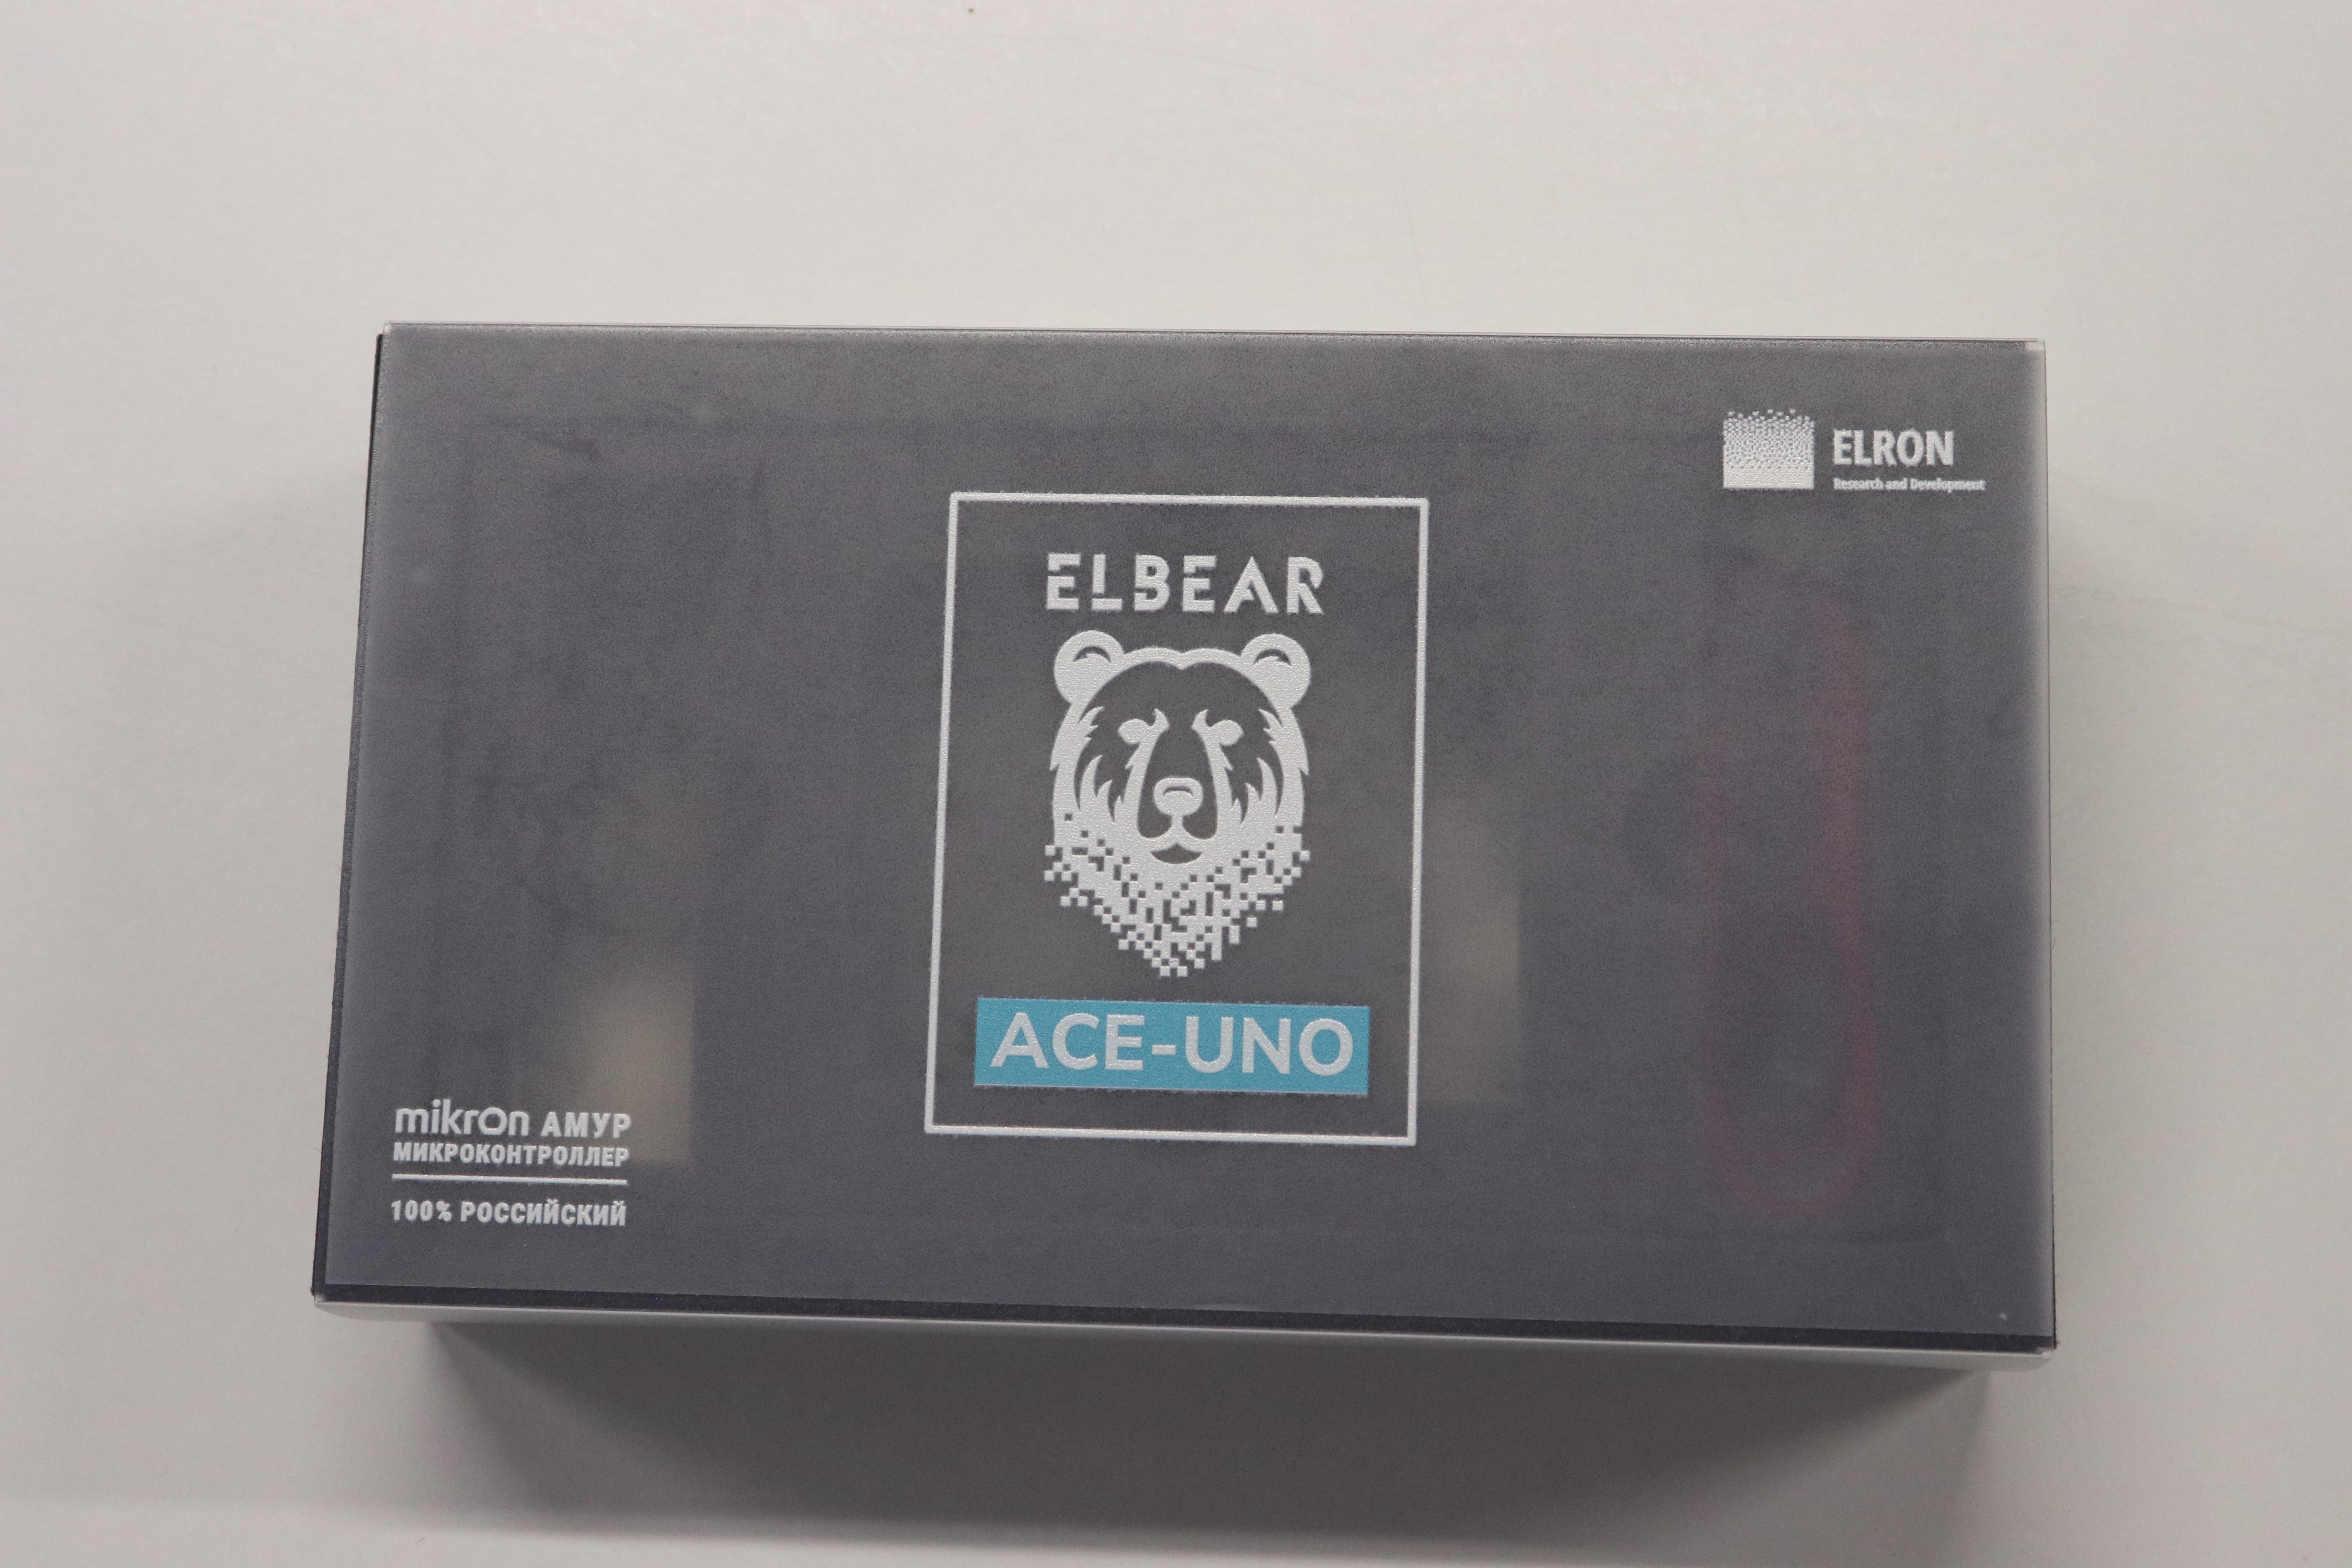 ELRON
Research and Development
ELBEAR
ACE-UNO
mikron АМУР
МИКРОКОНТРОЛЛЕР
100% РОССИЙСКИЙ